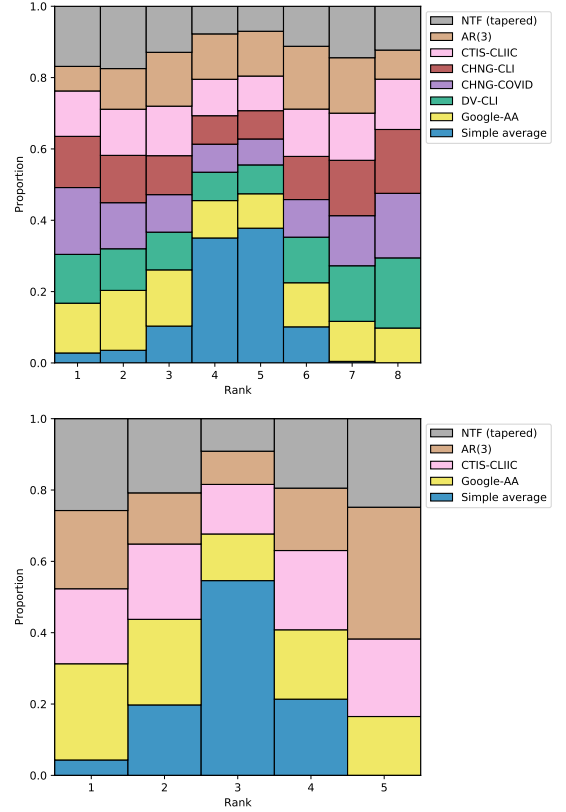 1.0
0.8
0.6
0.4
0.2
0.0
Proportion
1 2 3 4 5 6 7 8
Rank
NTF (tapered)
AR(3)
CTIS-CLIIC
CHNG-CLI
CHNG-COVID
DV-CLI
Google-AA
Simple average
1.0
0.8
0.6
0.4
0.2
0.0
Proportion
1 2 3 4 5
Rank
NTF (tapered)
AR(3)
CTIS-CLIIC
Google-AA
Simple average